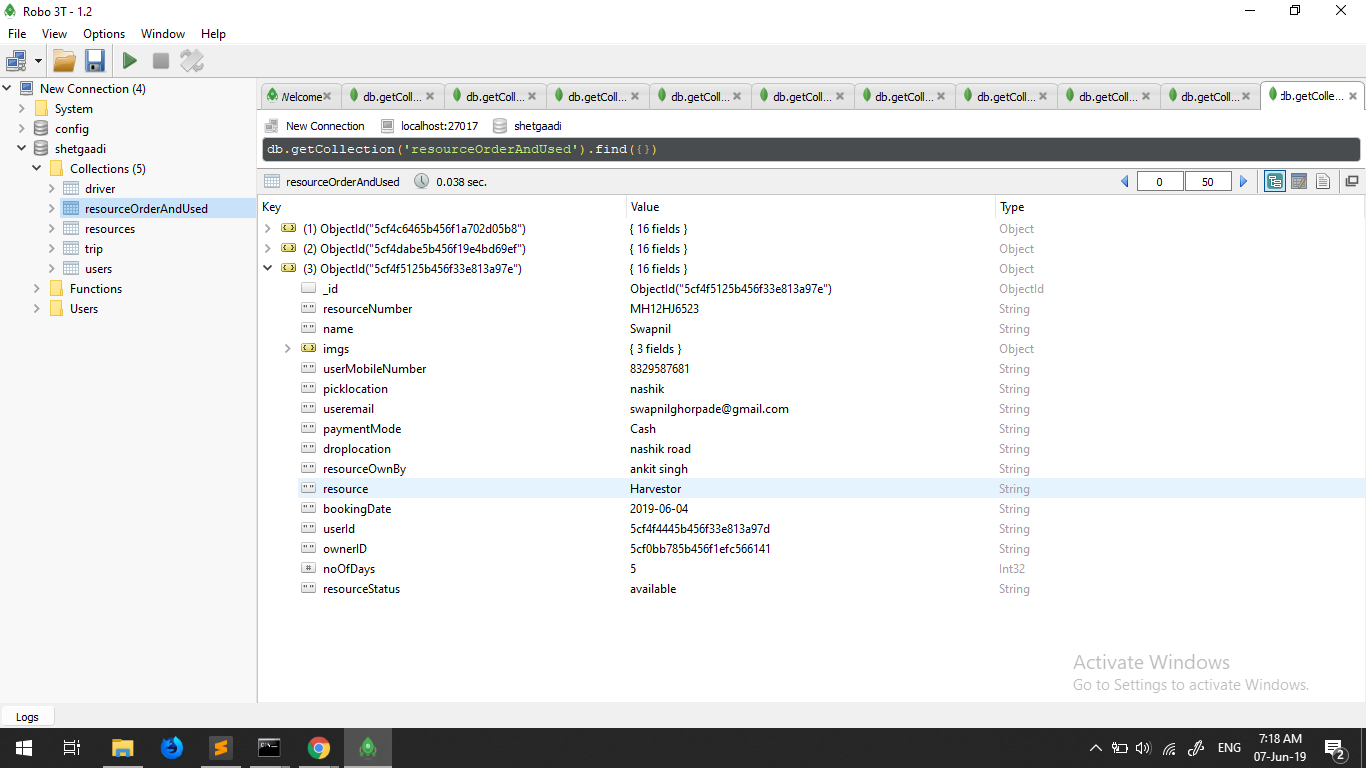 Robo 3T - 1.2
File View Options Window Help
New Connection (4)
System
config
shetgaadi
Collections (5)
driver
resourceOrderAndUsed
resources
trip
users
Functions
Users
Welcome db.getColl... db.getColl... db.getColl... db.getColl... db.getColl... db.getColl... db.getColl... db.getColl... db.getColl... db.getColle...
New Connection localhost:27017 shetgaadi
db.getCollection('resourceOrderAndUsed').find({})
resourceOrderAndUsed 0.038 sec. 0 50
Key Value Type
(1) ObjectId("5cf4c6465b456f1a702d05b8") { 16 fields } Object
(2) ObjectId("5cf4dabe5b456f19e4bd69ef") { 16 fields } Object
(3) ObjectId("5cf4f5125b456f33e813a97e") { 16 fields } Object
_id ObjectId("5cf4f5125b456f33e813a97e") ObjectId
resourceNumber MH12HJ6523 String
name Swapnil String
imgs { 3 fields } Object
userMobileNumber 8329587681 String
picklocation nashik String
useremail swapnilghorpade@gmail.com String
paymentMode Cash String
droplocation nashik road String
resourceOwnBy ankit singh String
resource Harvestor String
bookingDate 2019-06-04 String
userId 5cf4f4445b456f33e813a97d String
ownerID 5cf0bb785b456f1efc566141 String
noOfDays 5 Int32
resourceStatus available String
Activate Windows
Go to Settings to activate Windows.
Logs
ENG
7:18 AM
07-Jun-19
2